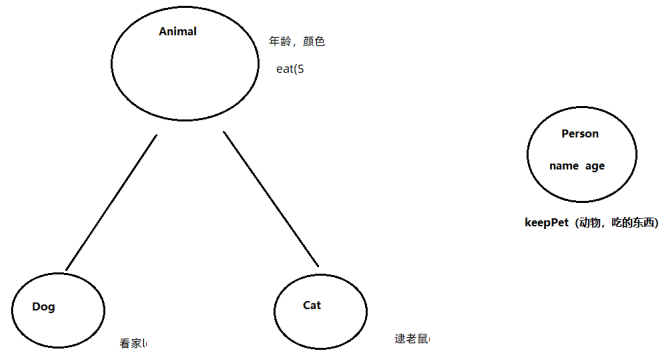 Animal
年龄，颜色
eat(S
Person
name age
keepPet（动物，吃的东西)
Dog
Cat
看家l
逮老鼠